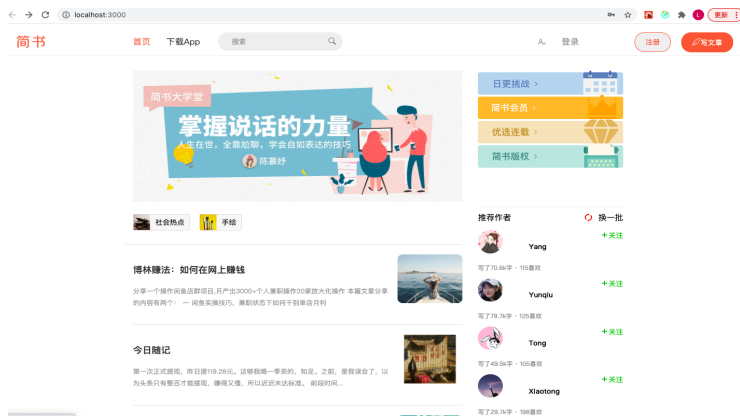 localhost:3000
更新
简书
首页 下载App 搜索 登录 注册 写文章
简书大学堂
掌握说话的力量
人生在世，全靠尬聊，学会自如表达的技巧
陈慕妤
日更挑战 >
简书会员 >
优选连载 >
简书版权 >
社会热点 手绘
推荐作者 换一批
博林赚法：如何在网上赚钱
分享一个操作闲鱼店群项目,月产出3000+个人兼职操作20家放大化操作 本篇文章分享
的内容有两个： 一 闲鱼实操技巧，兼职状态下如何干到单店月利
今日随记
第一次正式提现，昨日提119.28元。这够我喝一季茶的，知足。之前，是我误会了，以
为头条只有整百才能提现，赚得又慢，所以迟迟未达标准。 前段时间...
Yang
+关注
写了70.6k字 · 115喜欢
Yunqiu
+关注
写了79.7k字 · 125喜欢
Tong
+关注
写了49.5k字 · 105喜欢
Xiaotong
+关注
写了29.7k字 · 198喜欢